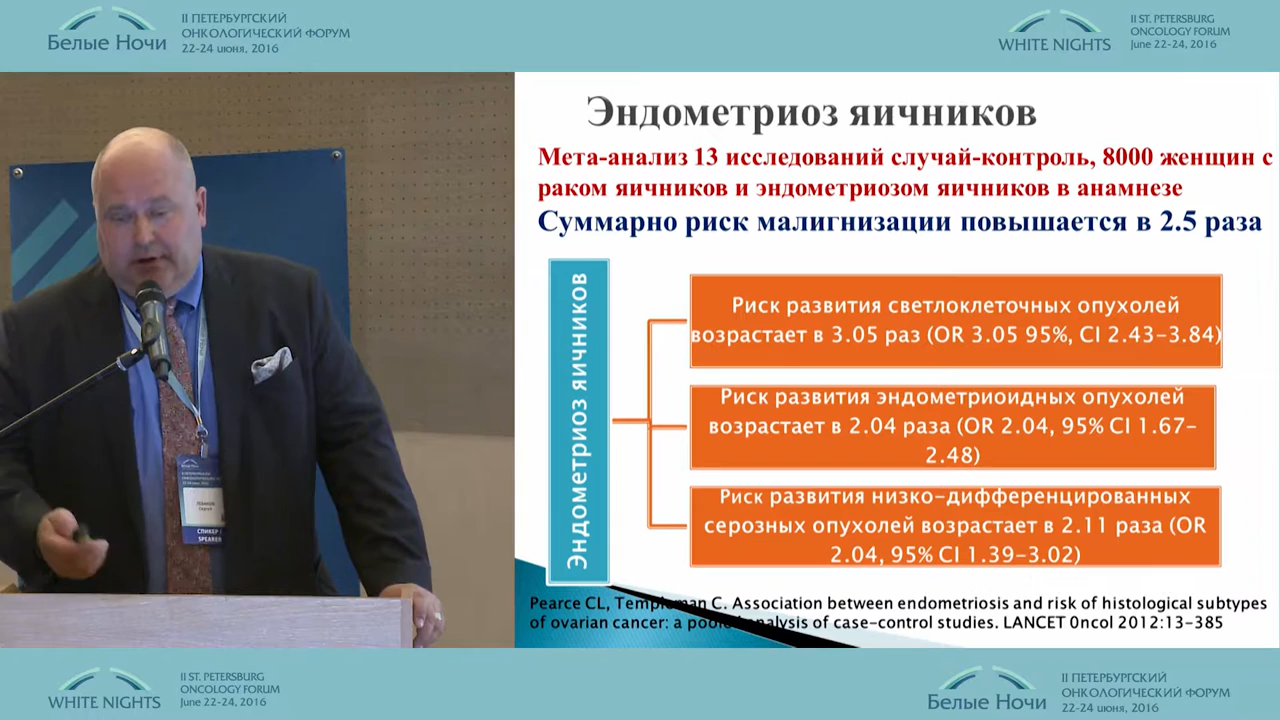 Белые Ночи
II ПЕТЕРБУРГСКИЙ
ОНКОЛОГИЧЕСКИЙ ФОРУМ
22-24 июня, 2016
WHITE NIGHTS
II ST. PETERSBURG
ONCOLOGY FORUM
June 22-24, 2016
Эндометриоз яичников
Мета-анализ 13 исследований случай-контроль, 8000 женщин с
раком яичников и эндометриозом яичников в анамнезе
Суммарно риск малигнизации повышается в 2.5 раза
Эндометриоз яичников
Риск развития светлоклеточных опухолей
возрастает в 3.05 раз (OR 3.05 95%, CI 2.43-3.84)
Риск развития эндометриоидных опухолей
возрастает в 2.04 раза (OR 2.04, 95% CI 1.67-
2.48)
Риск развития низко-дифференцированных
серозных опухолей возрастает в 2.11 раза (OR
2.04, 95% CI 1.39-3.02)
Pearce CL, Templeman C. Association between endometriosis and risk of histological subtypes
of ovarian cancer: a pooled analysis of case-control studies. LANCET 0ncol 2012:13-385
Белые Ночи
СПИКЕР
SPEAKER
WHITE NIGHTS
II ST. PETERSBURG
ONCOLOGY FORUM
June 22-24, 2016
Белые Ночи
II ПЕТЕРБУРГСКИЙ
ОНКОЛОГИЧЕСКИЙ ФОРУМ
22-24 июня, 2016